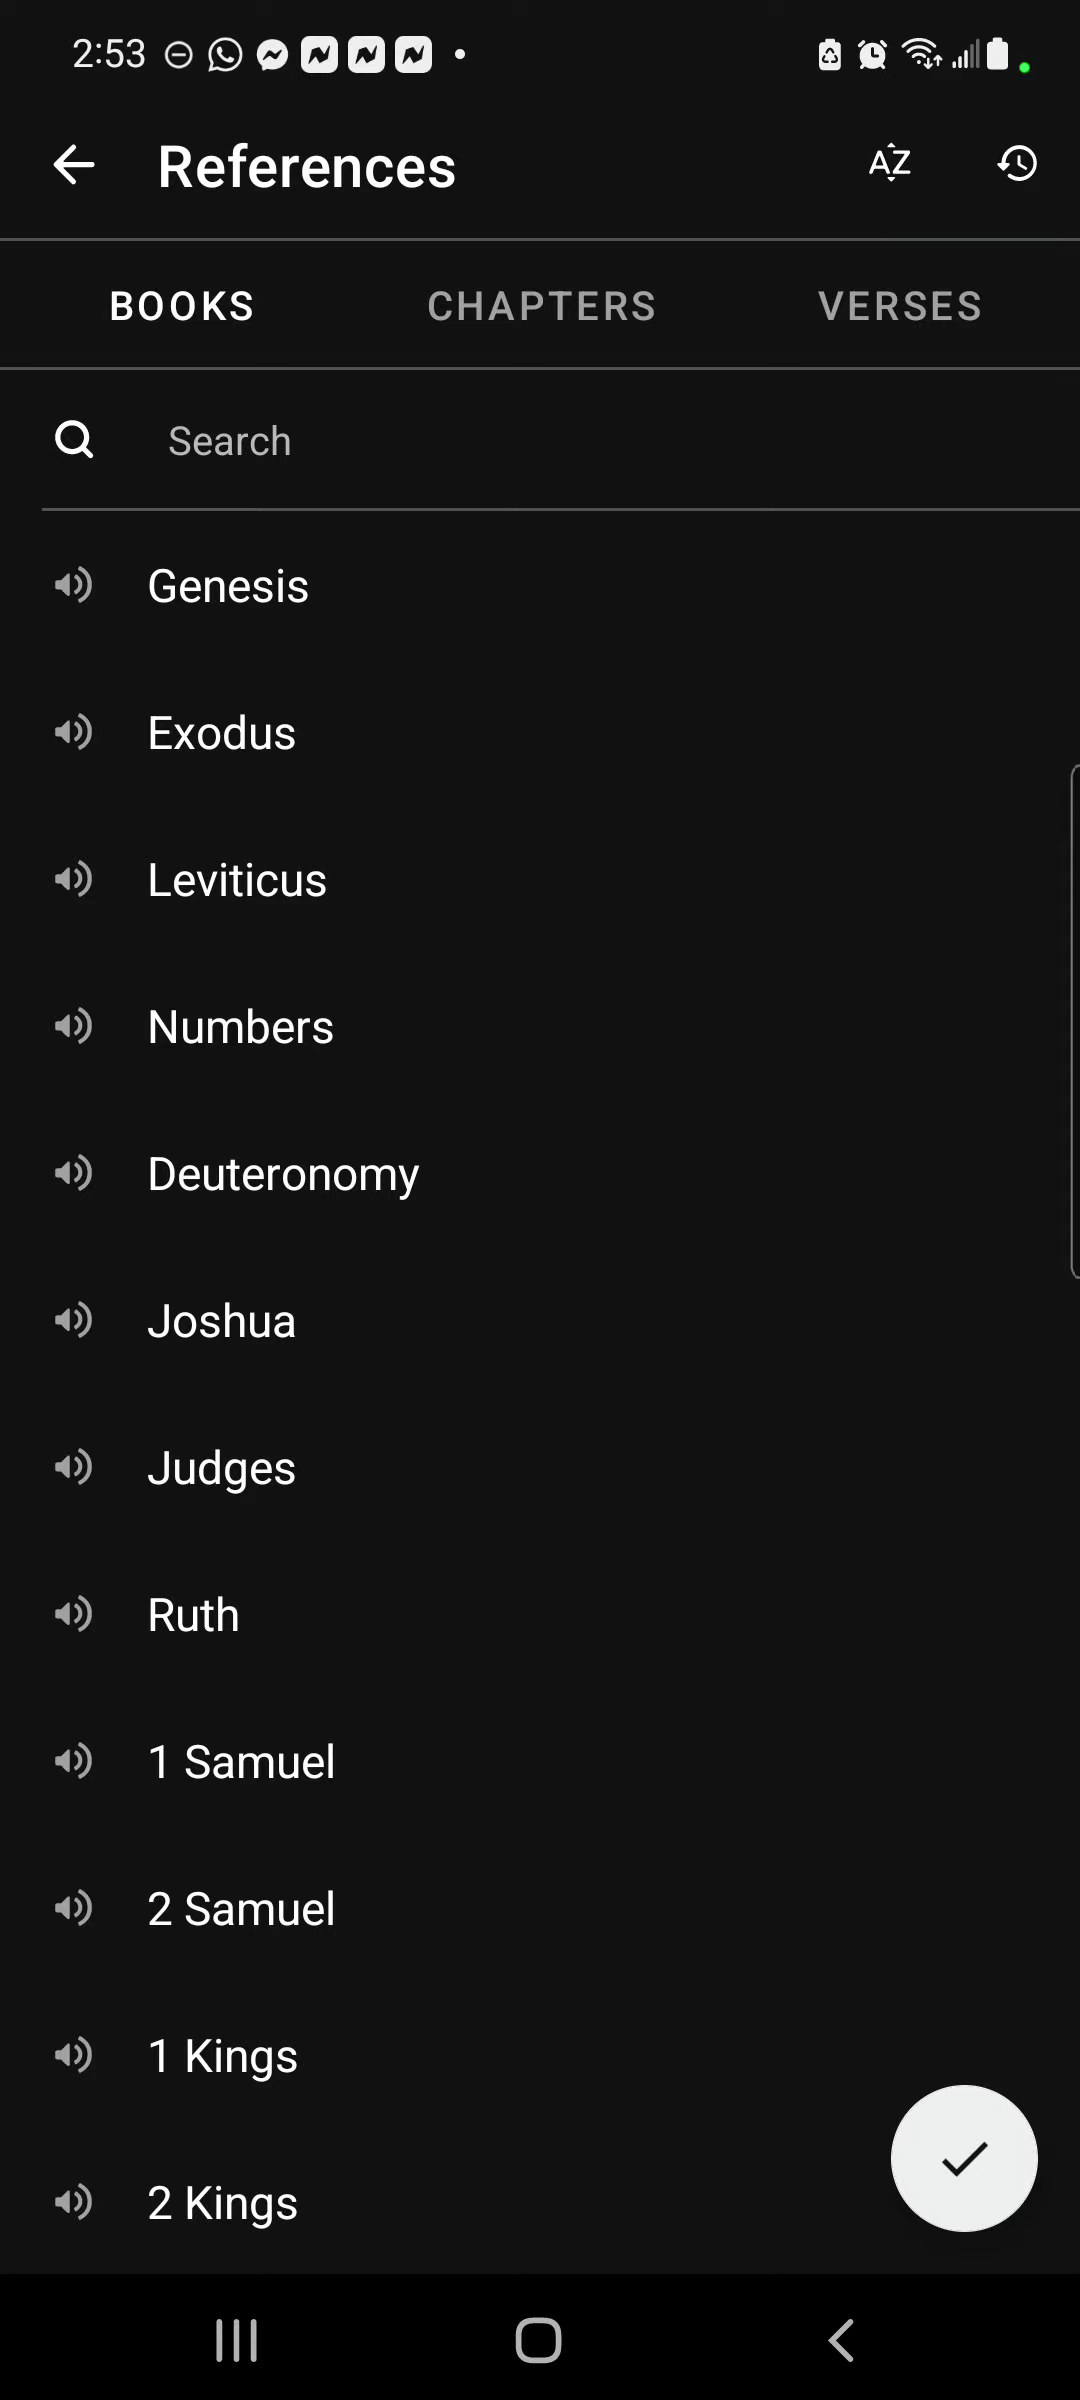 2:53
References
AZ
BOOKS CHAPTERS VERSES
Search
Genesis
Exodus
Leviticus
Numbers
Deuteronomy
Joshua
Judges
Ruth
1 Samuel
2 Samuel
1 Kings
2 Kings